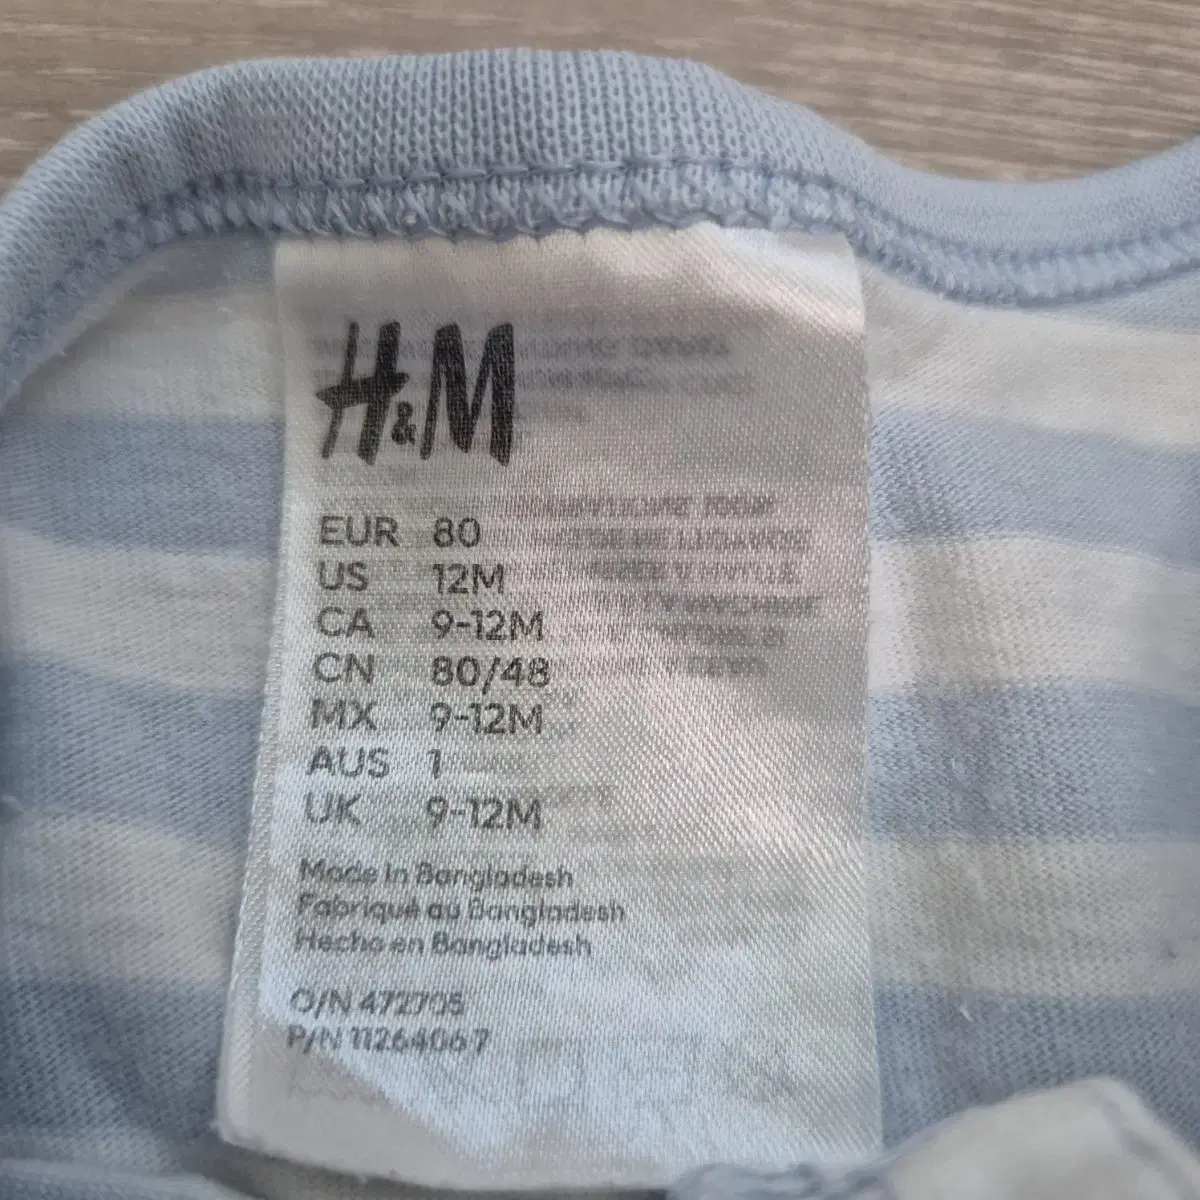 H&M
EUR 80
US 12M
CA 9-12M
CN 80/48
MX 9-12M
AUS 1
UK 9-12M
Made in Bangladesh
Fabriqué au Bangladesh
Hecho en Bangladesh
O/N 472705
P/N 11264067